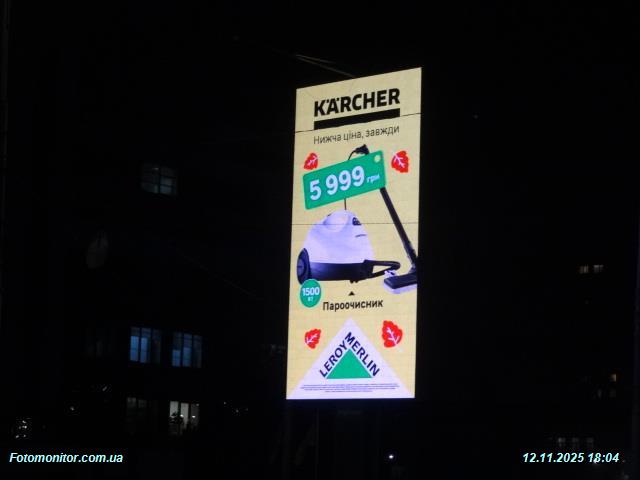 KÄRCHER
Нижча ціна, завжди
5 999 грн
1500
вт
Пароочисник
LEROY MERLIN
Fotomonitor.com.ua
12.11.2025 18:04